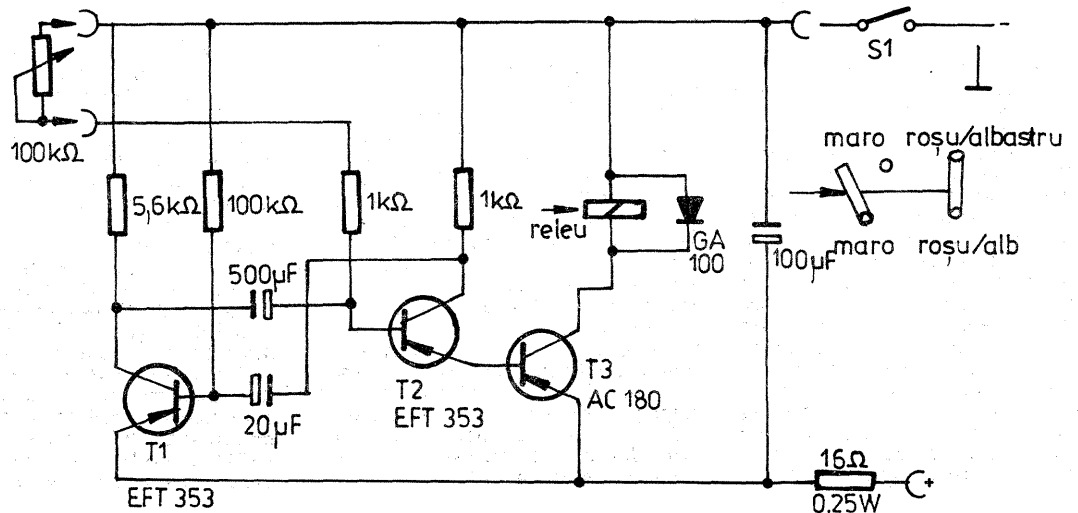 -
S1
100kΩ
5,6kΩ
100kΩ
1kΩ
1kΩ
releu
GA
100
100µF
maro roșu/albastru
maro roșu/alb
500µF
T2
EFT 353
T3
AC 180
20µF
T1
EFT 353
16Ω
0.25W
+